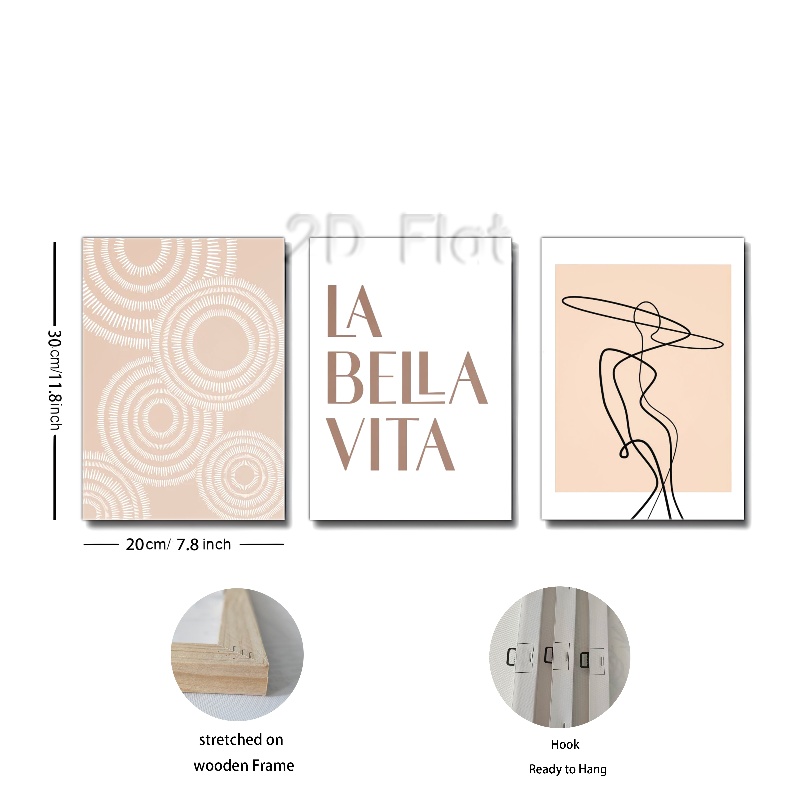 2D Flat
LA
BELLA
VITA
30cm/11.8inch
20cm/ 7.8 inch
stretched on
wooden Frame
Hook
Ready to Hang